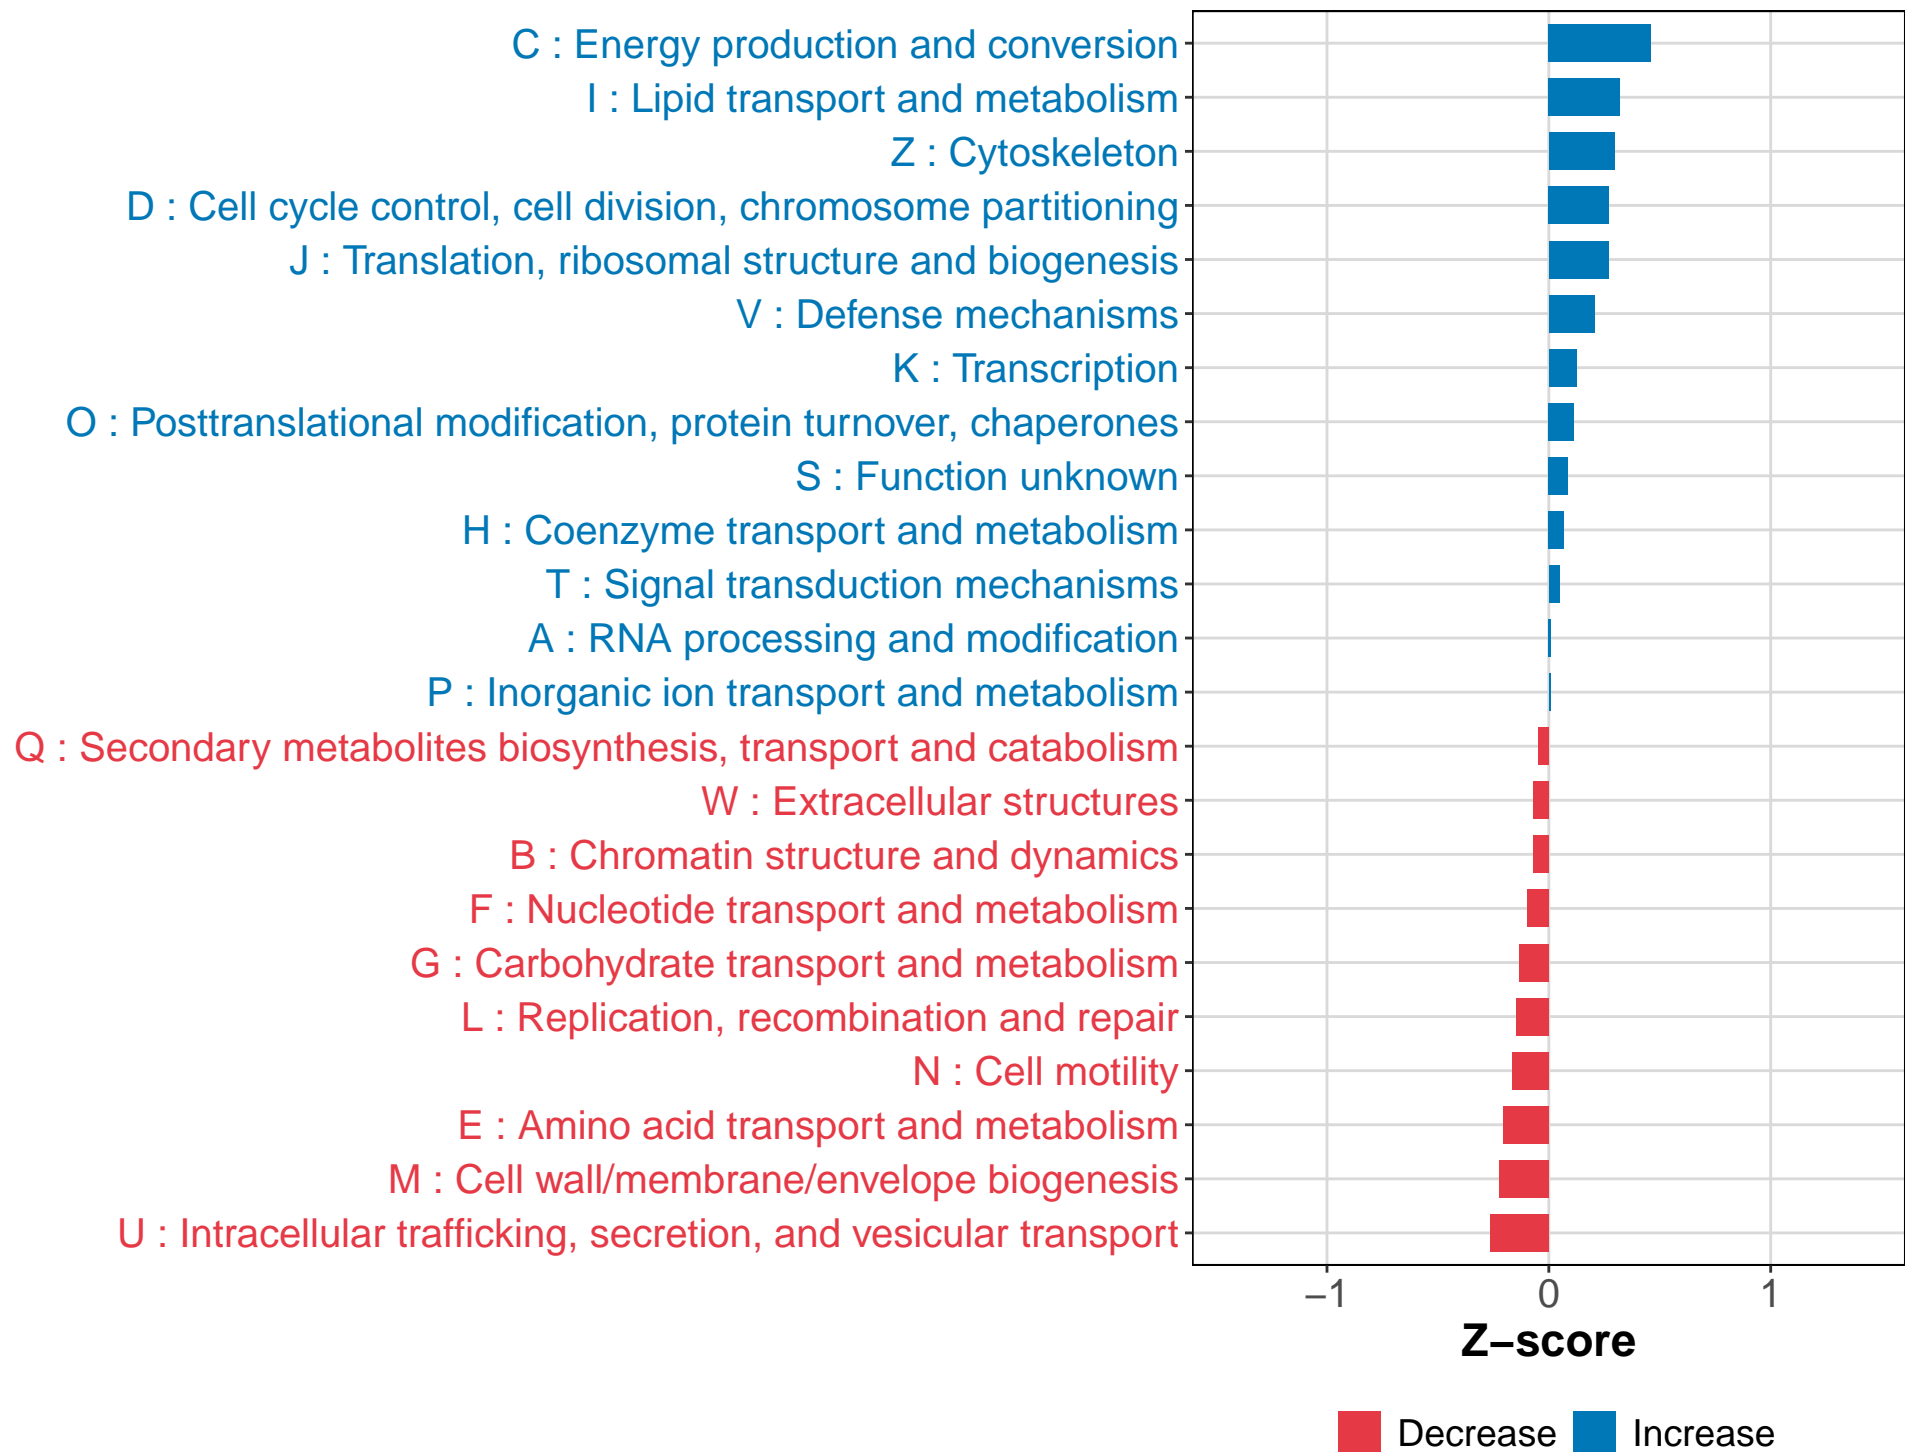 C : Energy production and conversion
I : Lipid transport and metabolism
Z : Cytoskeleton
D : Cell cycle control, cell division, chromosome partitioning
J : Translation, ribosomal structure and biogenesis
V : Defense mechanisms
K : Transcription
O : Posttranslational modification, protein turnover, chaperones
S : Function unknown
H : Coenzyme transport and metabolism
T : Signal transduction mechanisms
A : RNA processing and modification
P : Inorganic ion transport and metabolism
Q : Secondary metabolites biosynthesis, transport and catabolism
W : Extracellular structures
B : Chromatin structure and dynamics
F : Nucleotide transport and metabolism
G : Carbohydrate transport and metabolism
L : Replication, recombination and repair
N : Cell motility
E : Amino acid transport and metabolism
M : Cell wall/membrane/envelope biogenesis
U : Intracellular trafficking, secretion, and vesicular transport
−1 0 1
Z−score
Decrease Increase